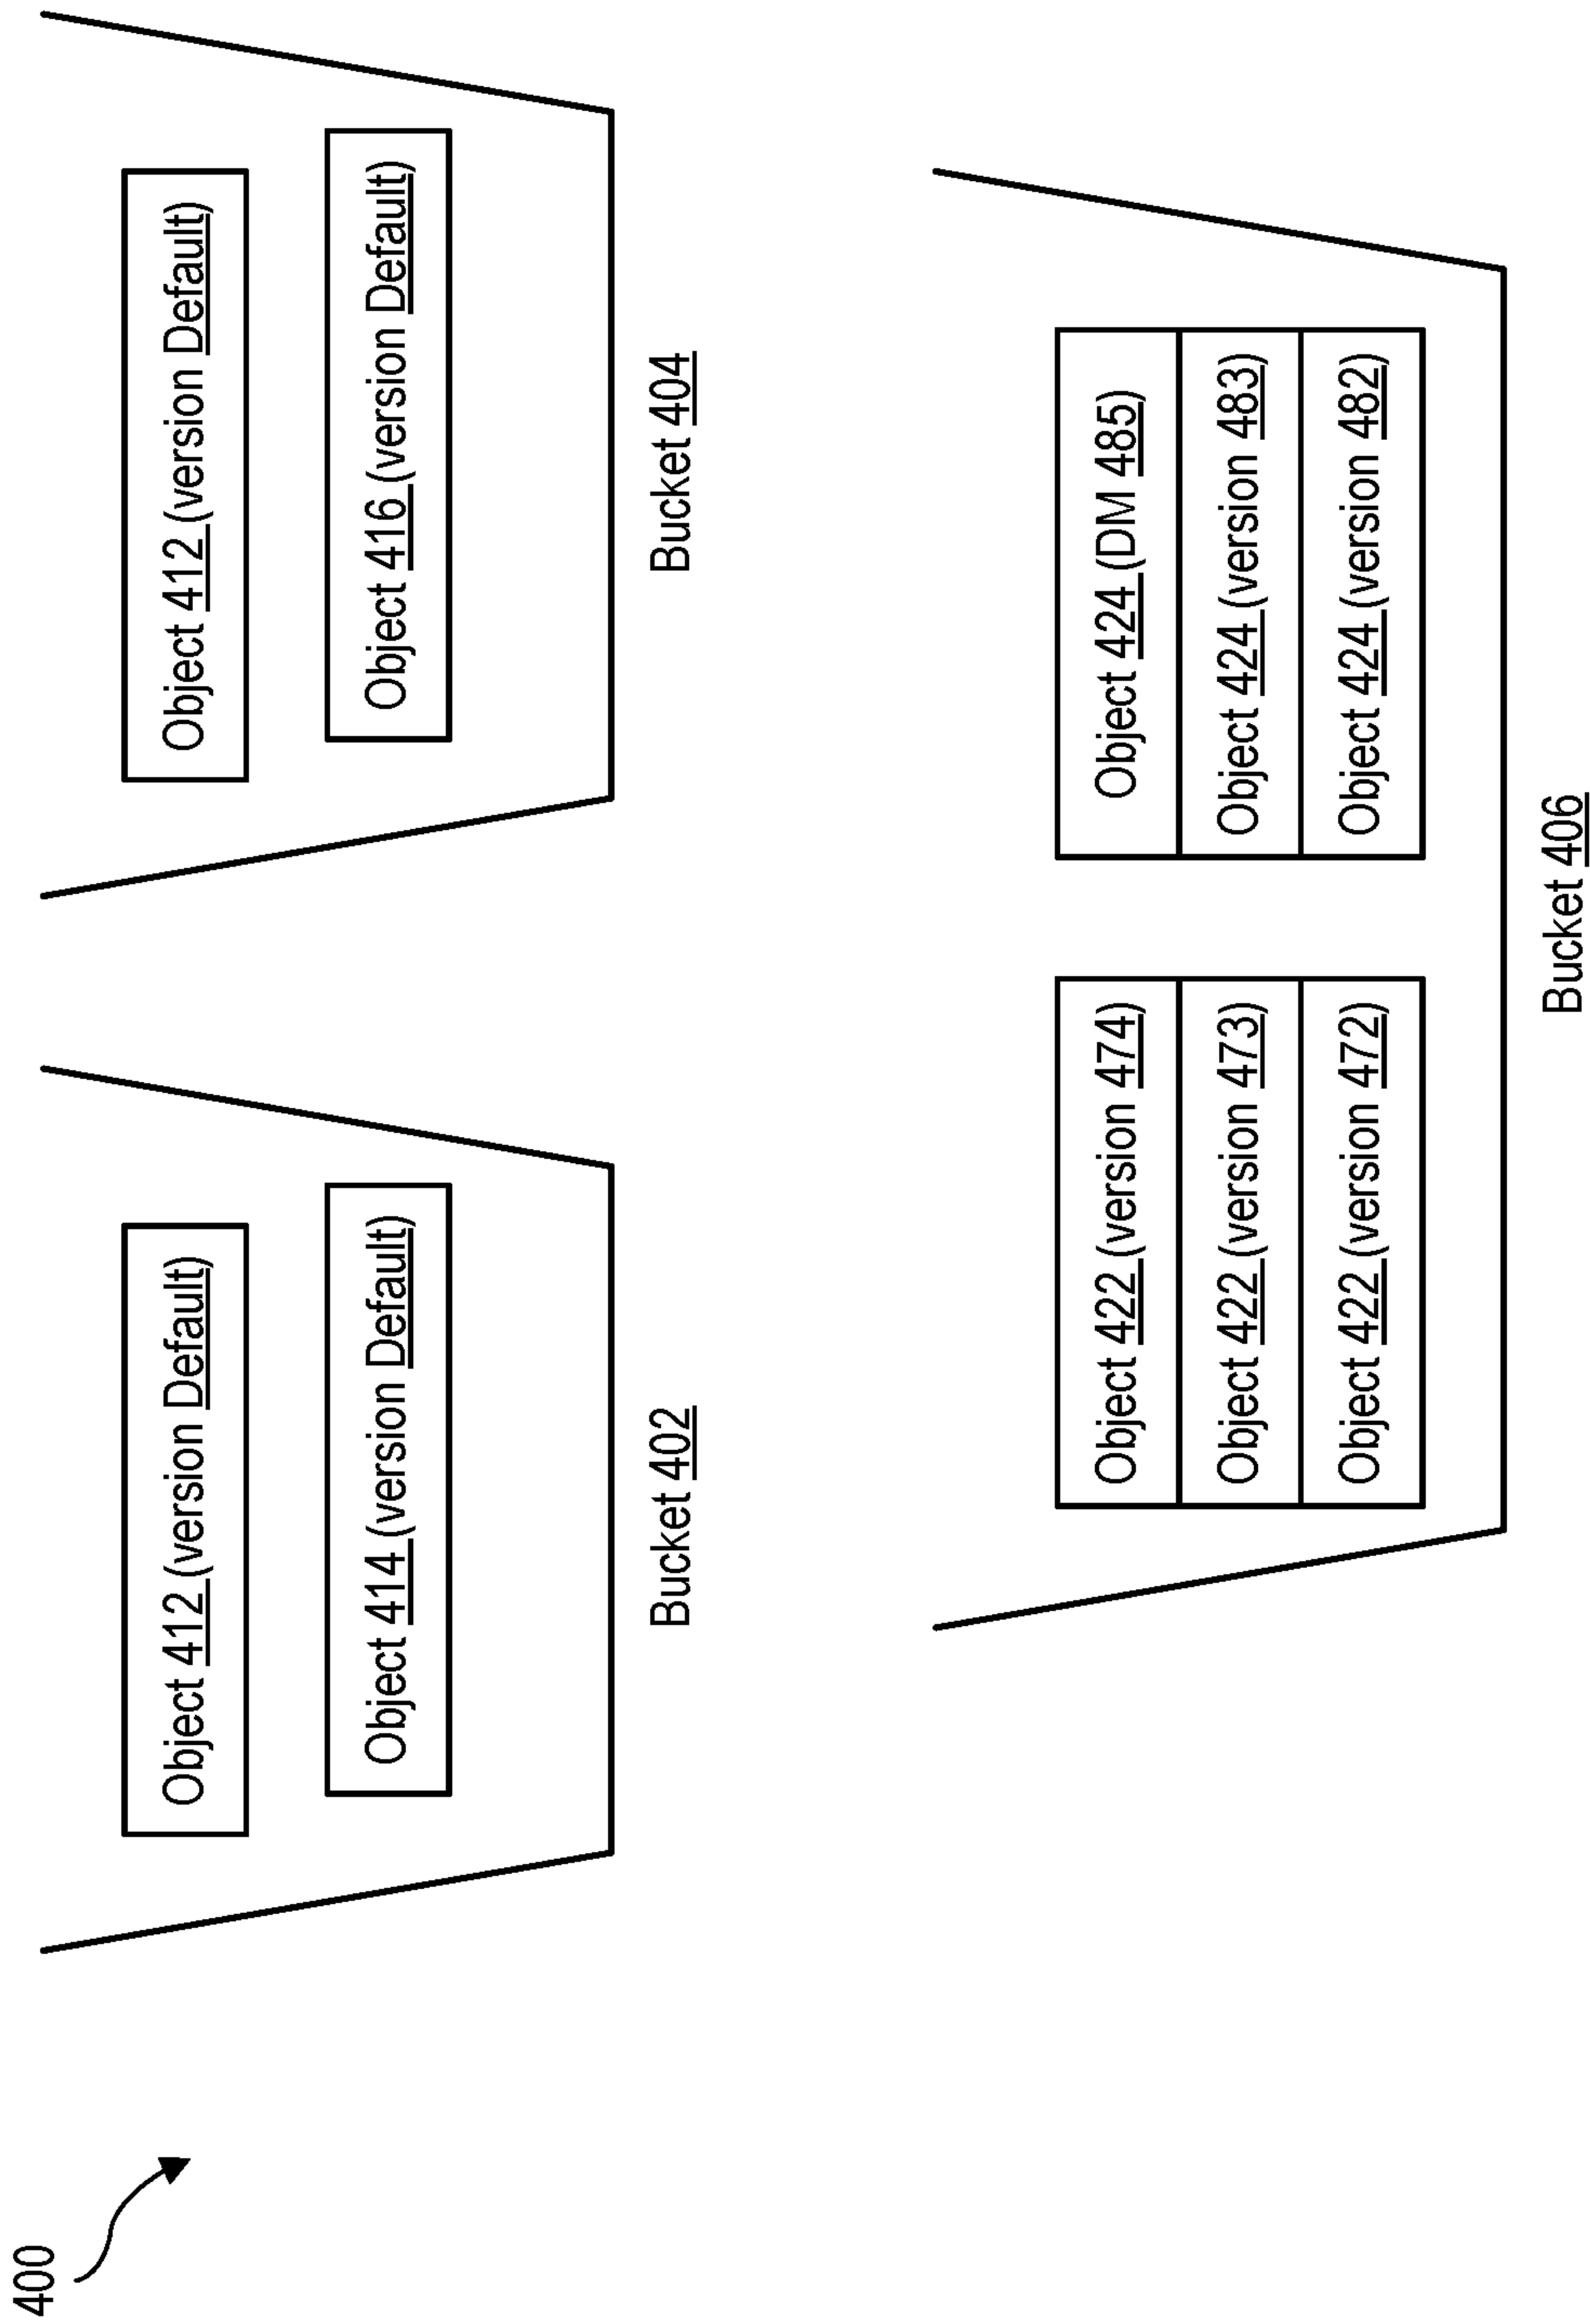 400
Object 412 (version Default)
Object 414 (version Default)
Bucket 402
Object 412 (version Default)
Object 416 (version Default)
Bucket 404
Object 422 (version 474)
Object 422 (version 473)
Object 422 (version 472)
Object 424 (DM 485)
Object 424 (version 483)
Object 424 (version 482)
Bucket 406